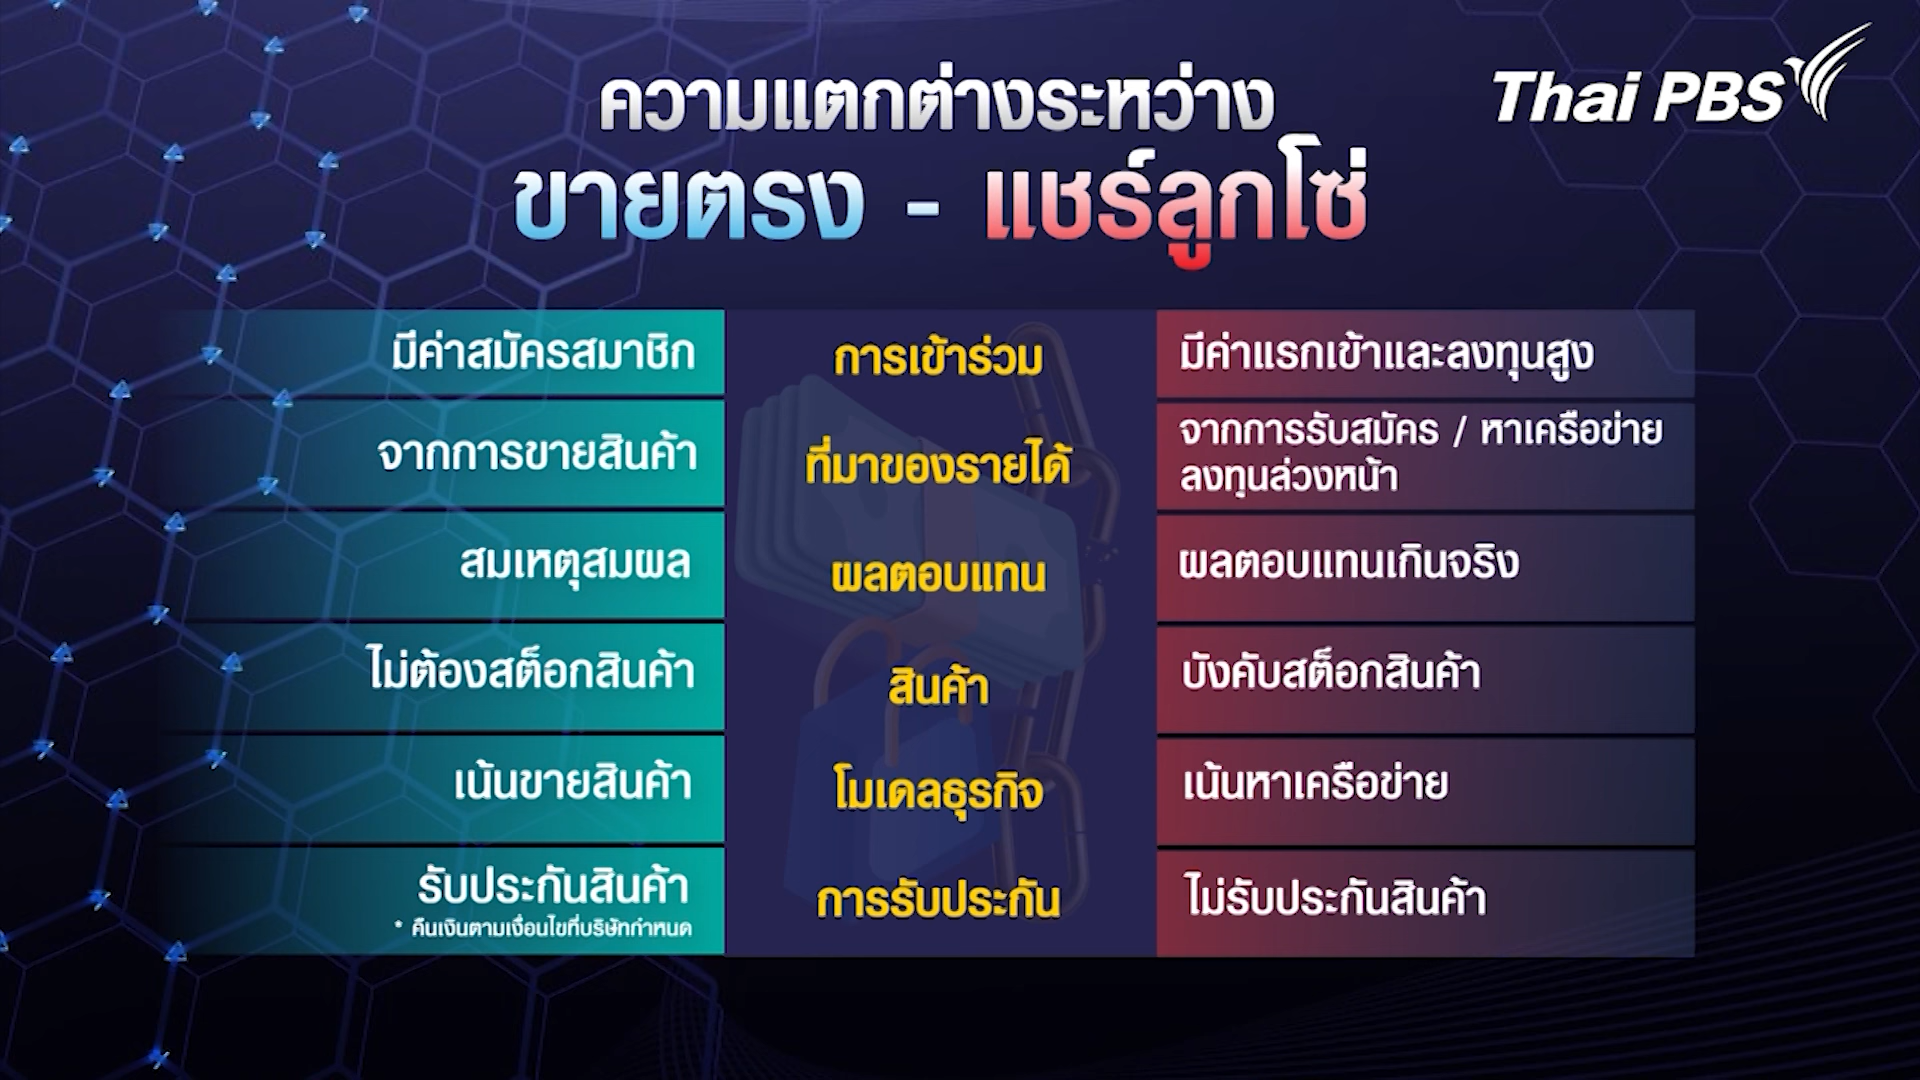 ความแตกต่างระหว่าง
Thai PBS
ขายตรง - แชร์ลูกโซ่
มีค่าสมัครสมาชิก
การเข้าร่วม
มีค่าแรกเข้าและลงทุนสูง
จากการขายสินค้า
ที่มาของรายได้
จากการรับสมัคร / หาเครือข่าย
ลงทุนล่วงหน้า
สมเหตุสมผล
ผลตอบแทน
ผลตอบแทนเกินจริง
ไม่ต้องสต็อกสินค้า
สินค้า
บังคับสต็อกสินค้า
เน้นขายสินค้า
โมเดลธุรกิจ
เน้นหาเครือข่าย
รับประกันสินค้า
* คืนเงินตามเงื่อนไขที่บริษัทกำหนด
การรับประกัน
ไม่รับประกันสินค้า